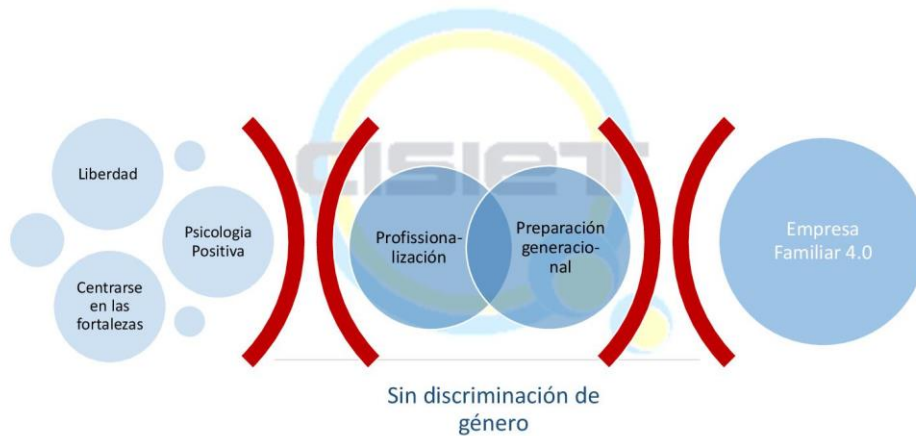 Liberdad
Psicologia
Positiva
Centrarse
en las
fortalezas
cisiet
Profissiona-
lización
Preparación
generacio-
nal
Empresa
Familiar 4.0
Sin discriminación de
género